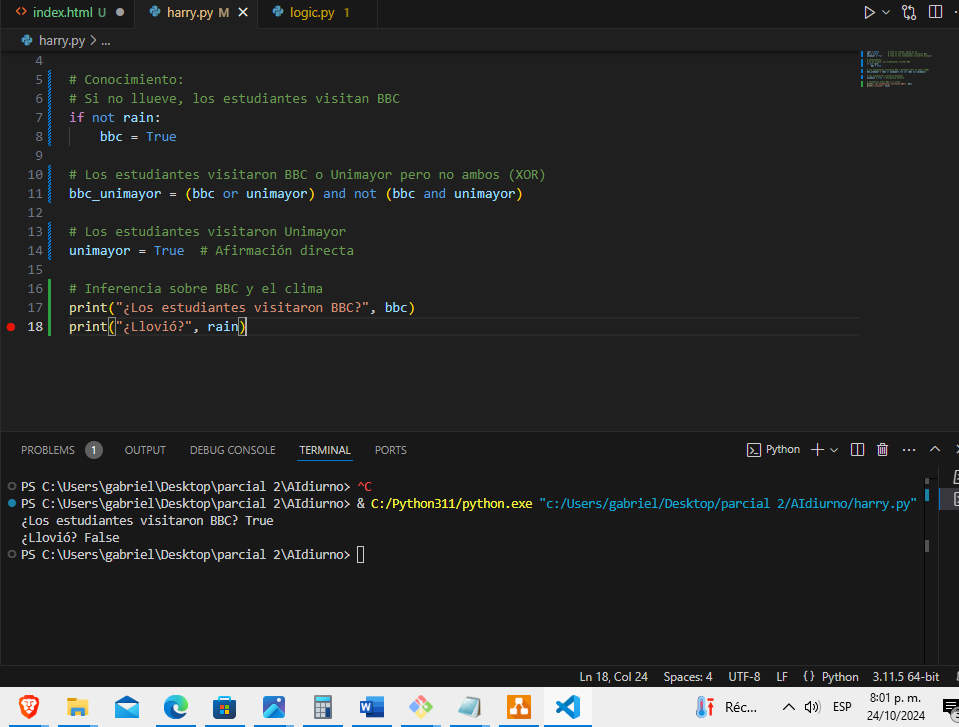 index.html U
harry.py M
logic.py 1
harry.py > ...
4
5 # Conocimiento:
6 # Si no llueve, los estudiantes visitan BBC
7 if not rain:
8     bbc = True
9
10 # Los estudiantes visitaron BBC o Unimayor pero no ambos (XOR)
11 bbc_unimayor = (bbc or unimayor) and not (bbc and unimayor)
12
13 # Los estudiantes visitaron Unimayor
14 unimayor = True  # Afirmación directa
15
16 # Inferencia sobre BBC y el clima
17 print("¿Los estudiantes visitaron BBC?", bbc)
18 print("¿Llovió?", rain)
PROBLEMS 1 OUTPUT DEBUG CONSOLE TERMINAL PORTS
Python
PS C:\Users\gabriel\Desktop\parcial 2\AIdiurno> ^C
PS C:\Users\gabriel\Desktop\parcial 2\AIdiurno> & C:/Python311/python.exe "c:/Users/gabriel/Desktop/parcial 2/AIdiurno/harry.py"
¿Los estudiantes visitaron BBC? True
¿Llovió? False
PS C:\Users\gabriel\Desktop\parcial 2\AIdiurno>
Ln 18, Col 24 Spaces: 4 UTF-8 LF {} Python 3.11.5 64-bit
Réc... ESP 8:01 p. m.
24/10/2024